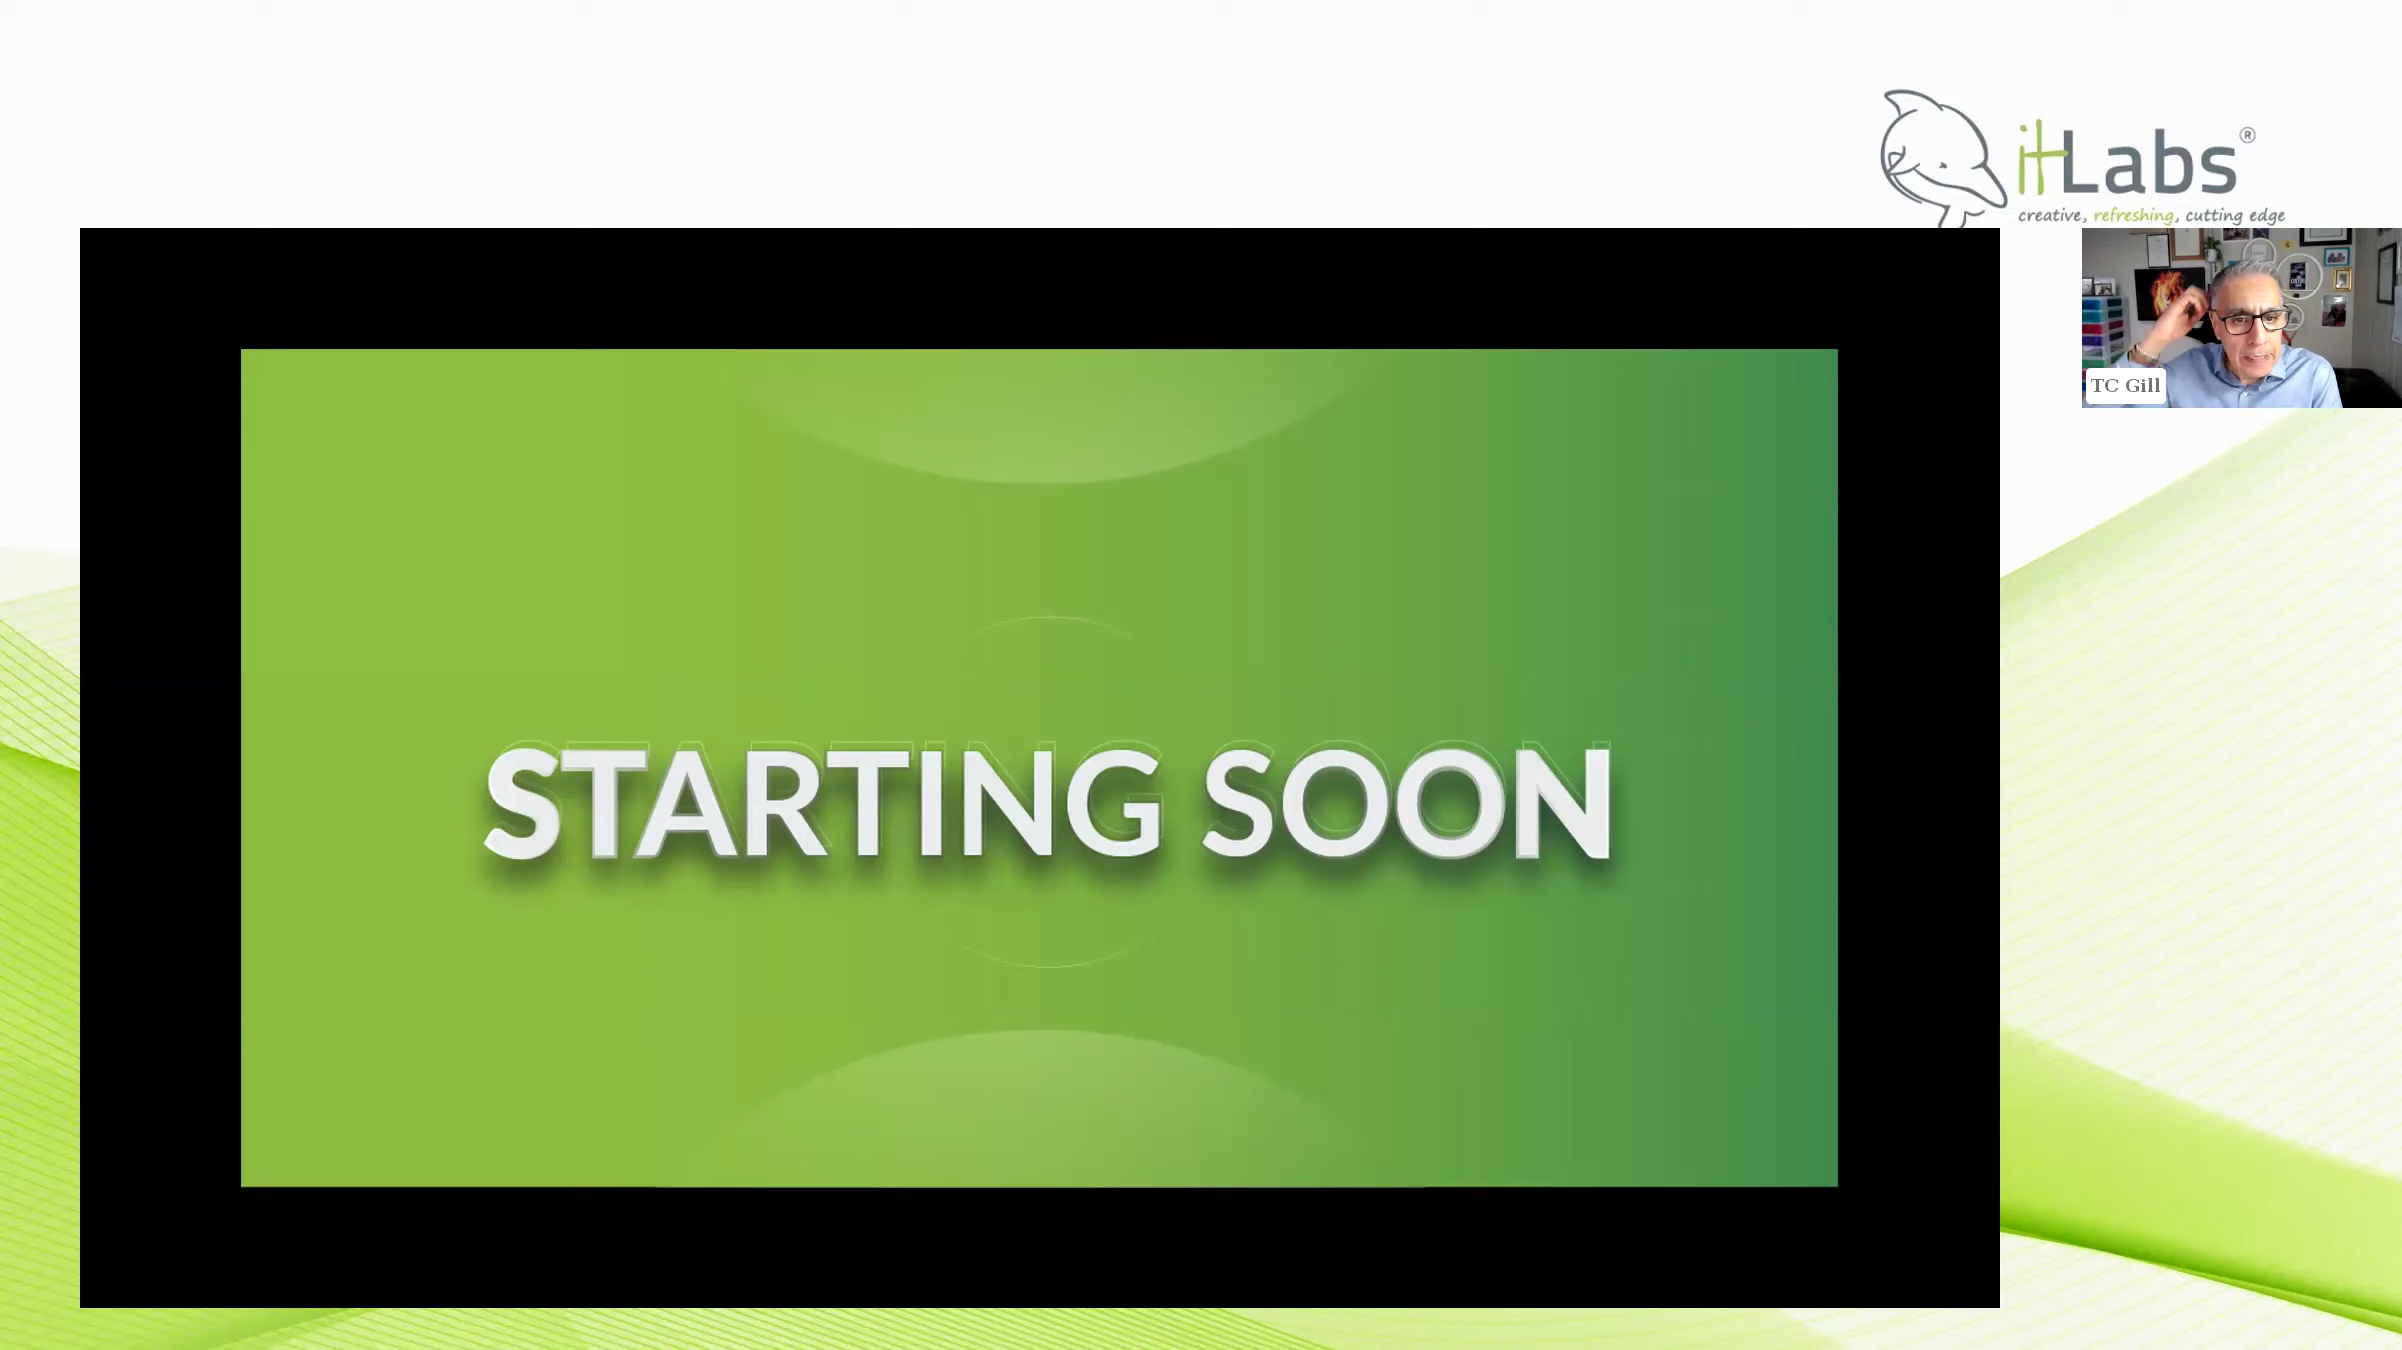 itLabs®
creative, refreshing, cutting edge
TC Gill
STARTING SOON